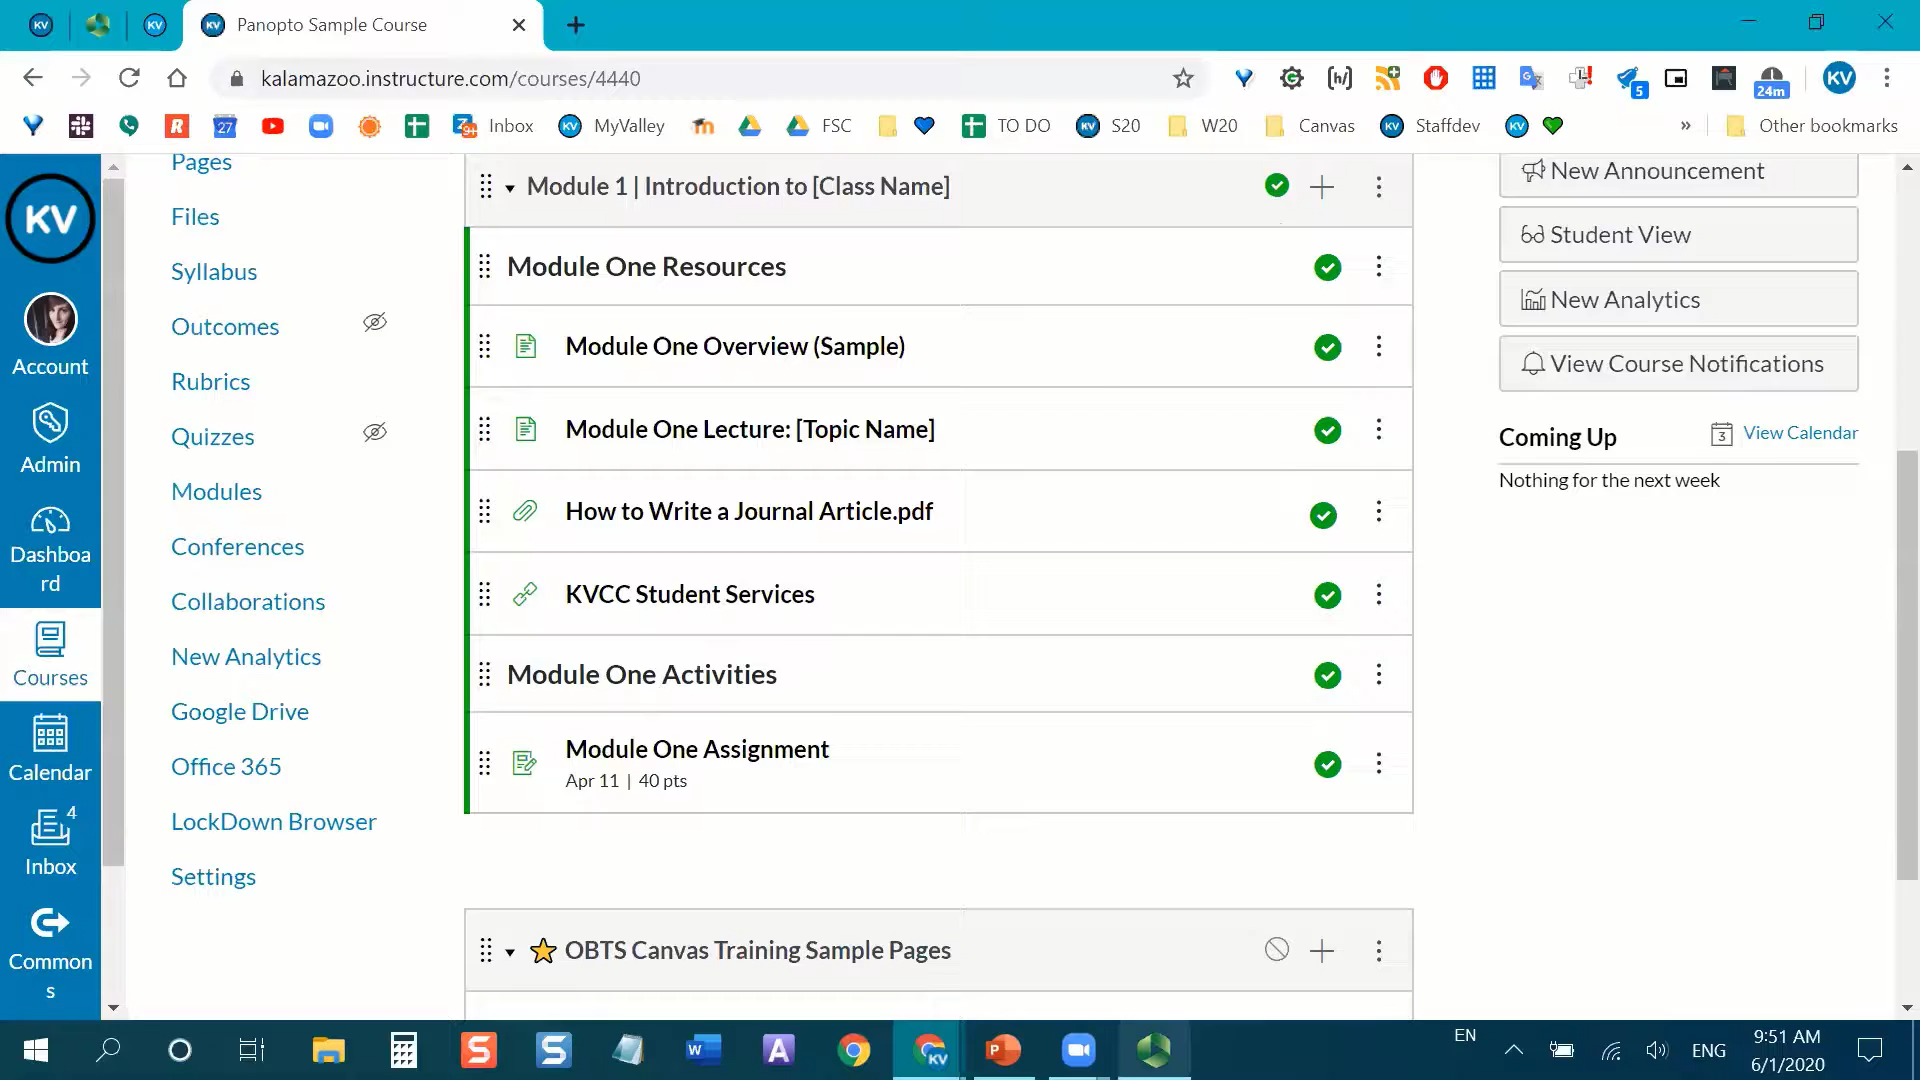 Panopto Sample Course
kalamazoo.instructure.com/courses/4440
5
24m
KV
27
9+
Inbox
MyValley
FSC
TO DO
S20
W20
Canvas
Staffdev
»
Other bookmarks
KV
Account
Admin
Dashboa
rd
Courses
Calendar
4
Inbox
Common
s
Pages
Files
Syllabus
Outcomes
Rubrics
Quizzes
Modules
Conferences
Collaborations
New Analytics
Google Drive
Office 365
LockDown Browser
Settings
Module 1 | Introduction to [Class Name]
Module One Resources
Module One Overview (Sample)
Module One Lecture: [Topic Name]
How to Write a Journal Article.pdf
KVCC Student Services
Module One Activities
Module One Assignment
Apr 11 | 40 pts
OBTS Canvas Training Sample Pages
New Announcement
Student View
New Analytics
View Course Notifications
Coming Up
3
View Calendar
Nothing for the next week
EN
ENG
9:51 AM
6/1/2020